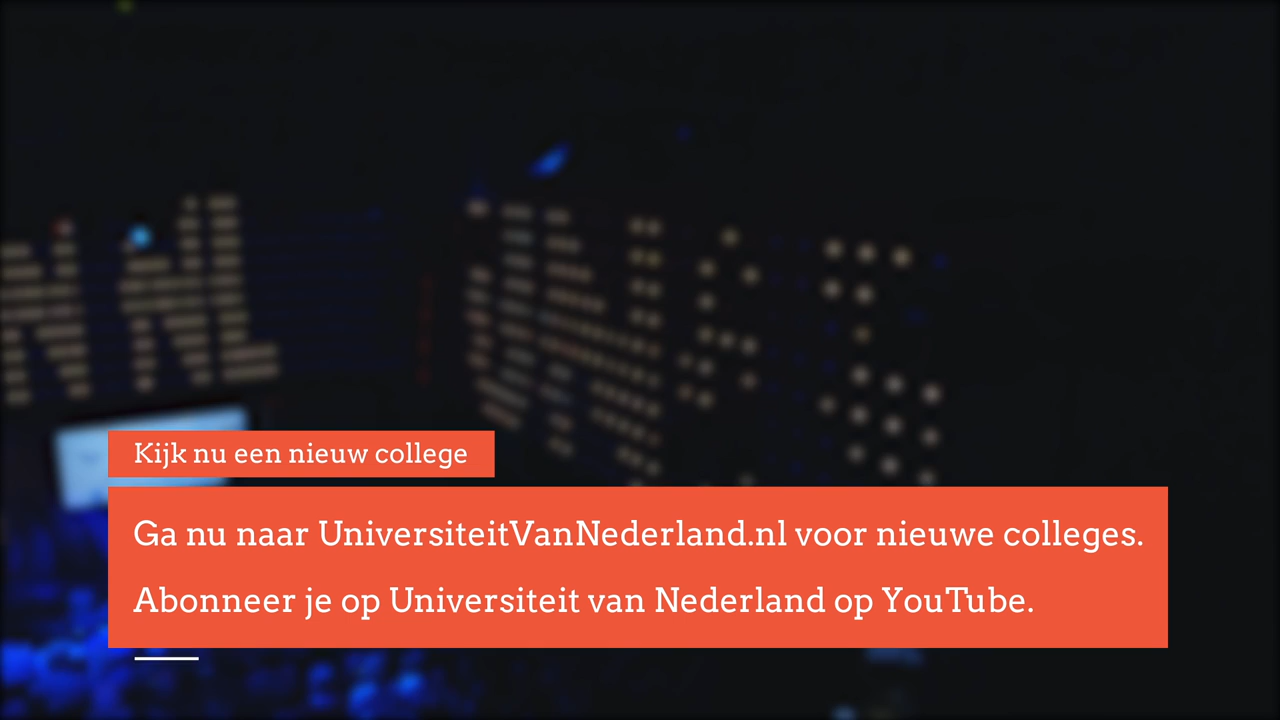 Kijk nu een nieuw college
Ga nu naar UniversiteitVanNederland.nl voor nieuwe colleges.
Abonneer je op Universiteit van Nederland op YouTube.